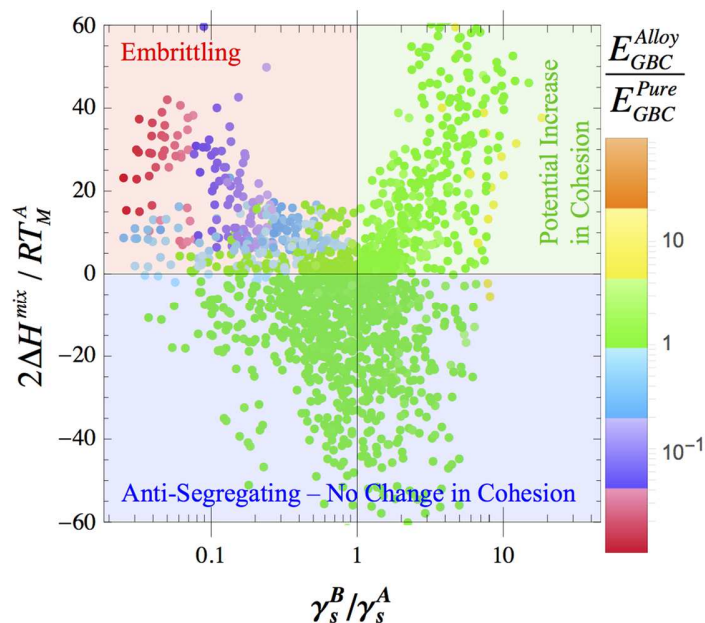 Embrittling
Potential Increase
in Cohesion
Anti-Segregating – No Change in Cohesion
60
40
20
0
−20
−40
−60
2ΔH^mix / RT_M^A
0.1
1
10
γ_s^B/γ_s^A
E_GBC^Alloy
E_GBC^Pure
10
1
10^−1